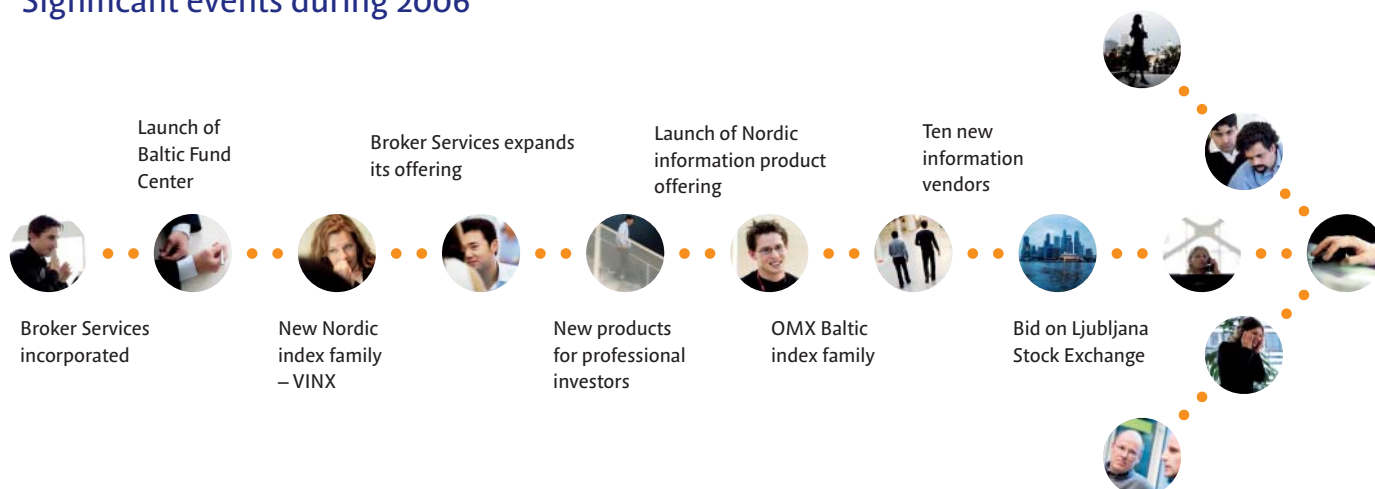 Significant events during 2006
Launch of
Baltic Fund
Center
Broker Services expands
its offering
Launch of Nordic
information product
offering
Ten new
information
vendors
Broker Services
incorporated
New Nordic
index family
– VINX
New products
for professional
investors
OMX Baltic
index family
Bid on Ljubljana
Stock Exchange